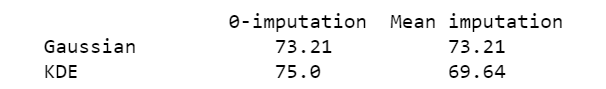 0-imputation Mean imputation
Gaussian 73.21 73.21
KDE 75.0 69.64